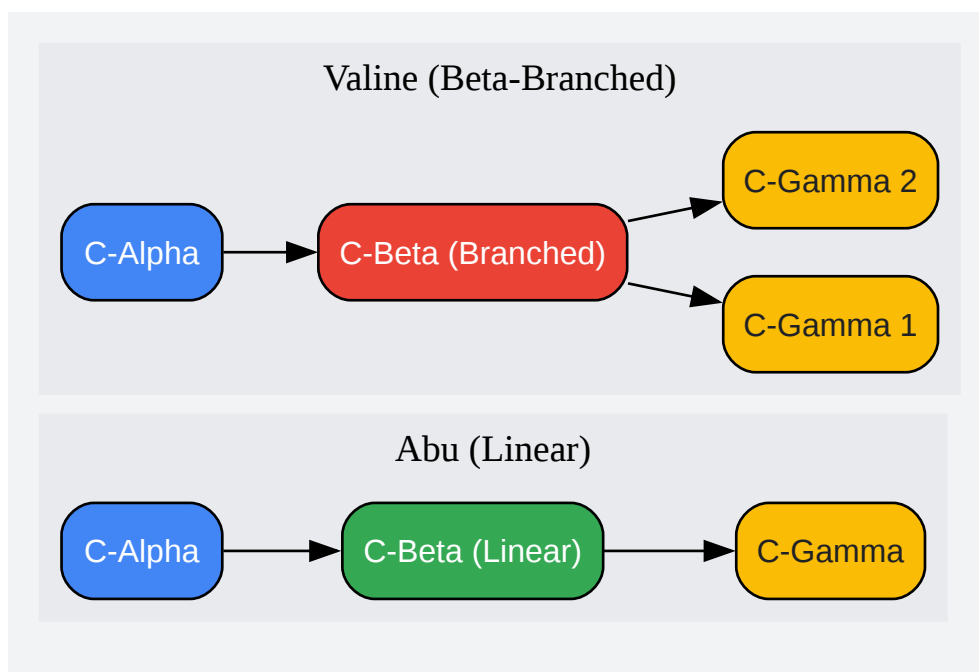 Valine (Beta-Branched)
C-Gamma 2
C-Alpha
C-Beta (Branched)
C-Gamma 1
Abu (Linear)
C-Alpha
C-Beta (Linear)
C-Gamma